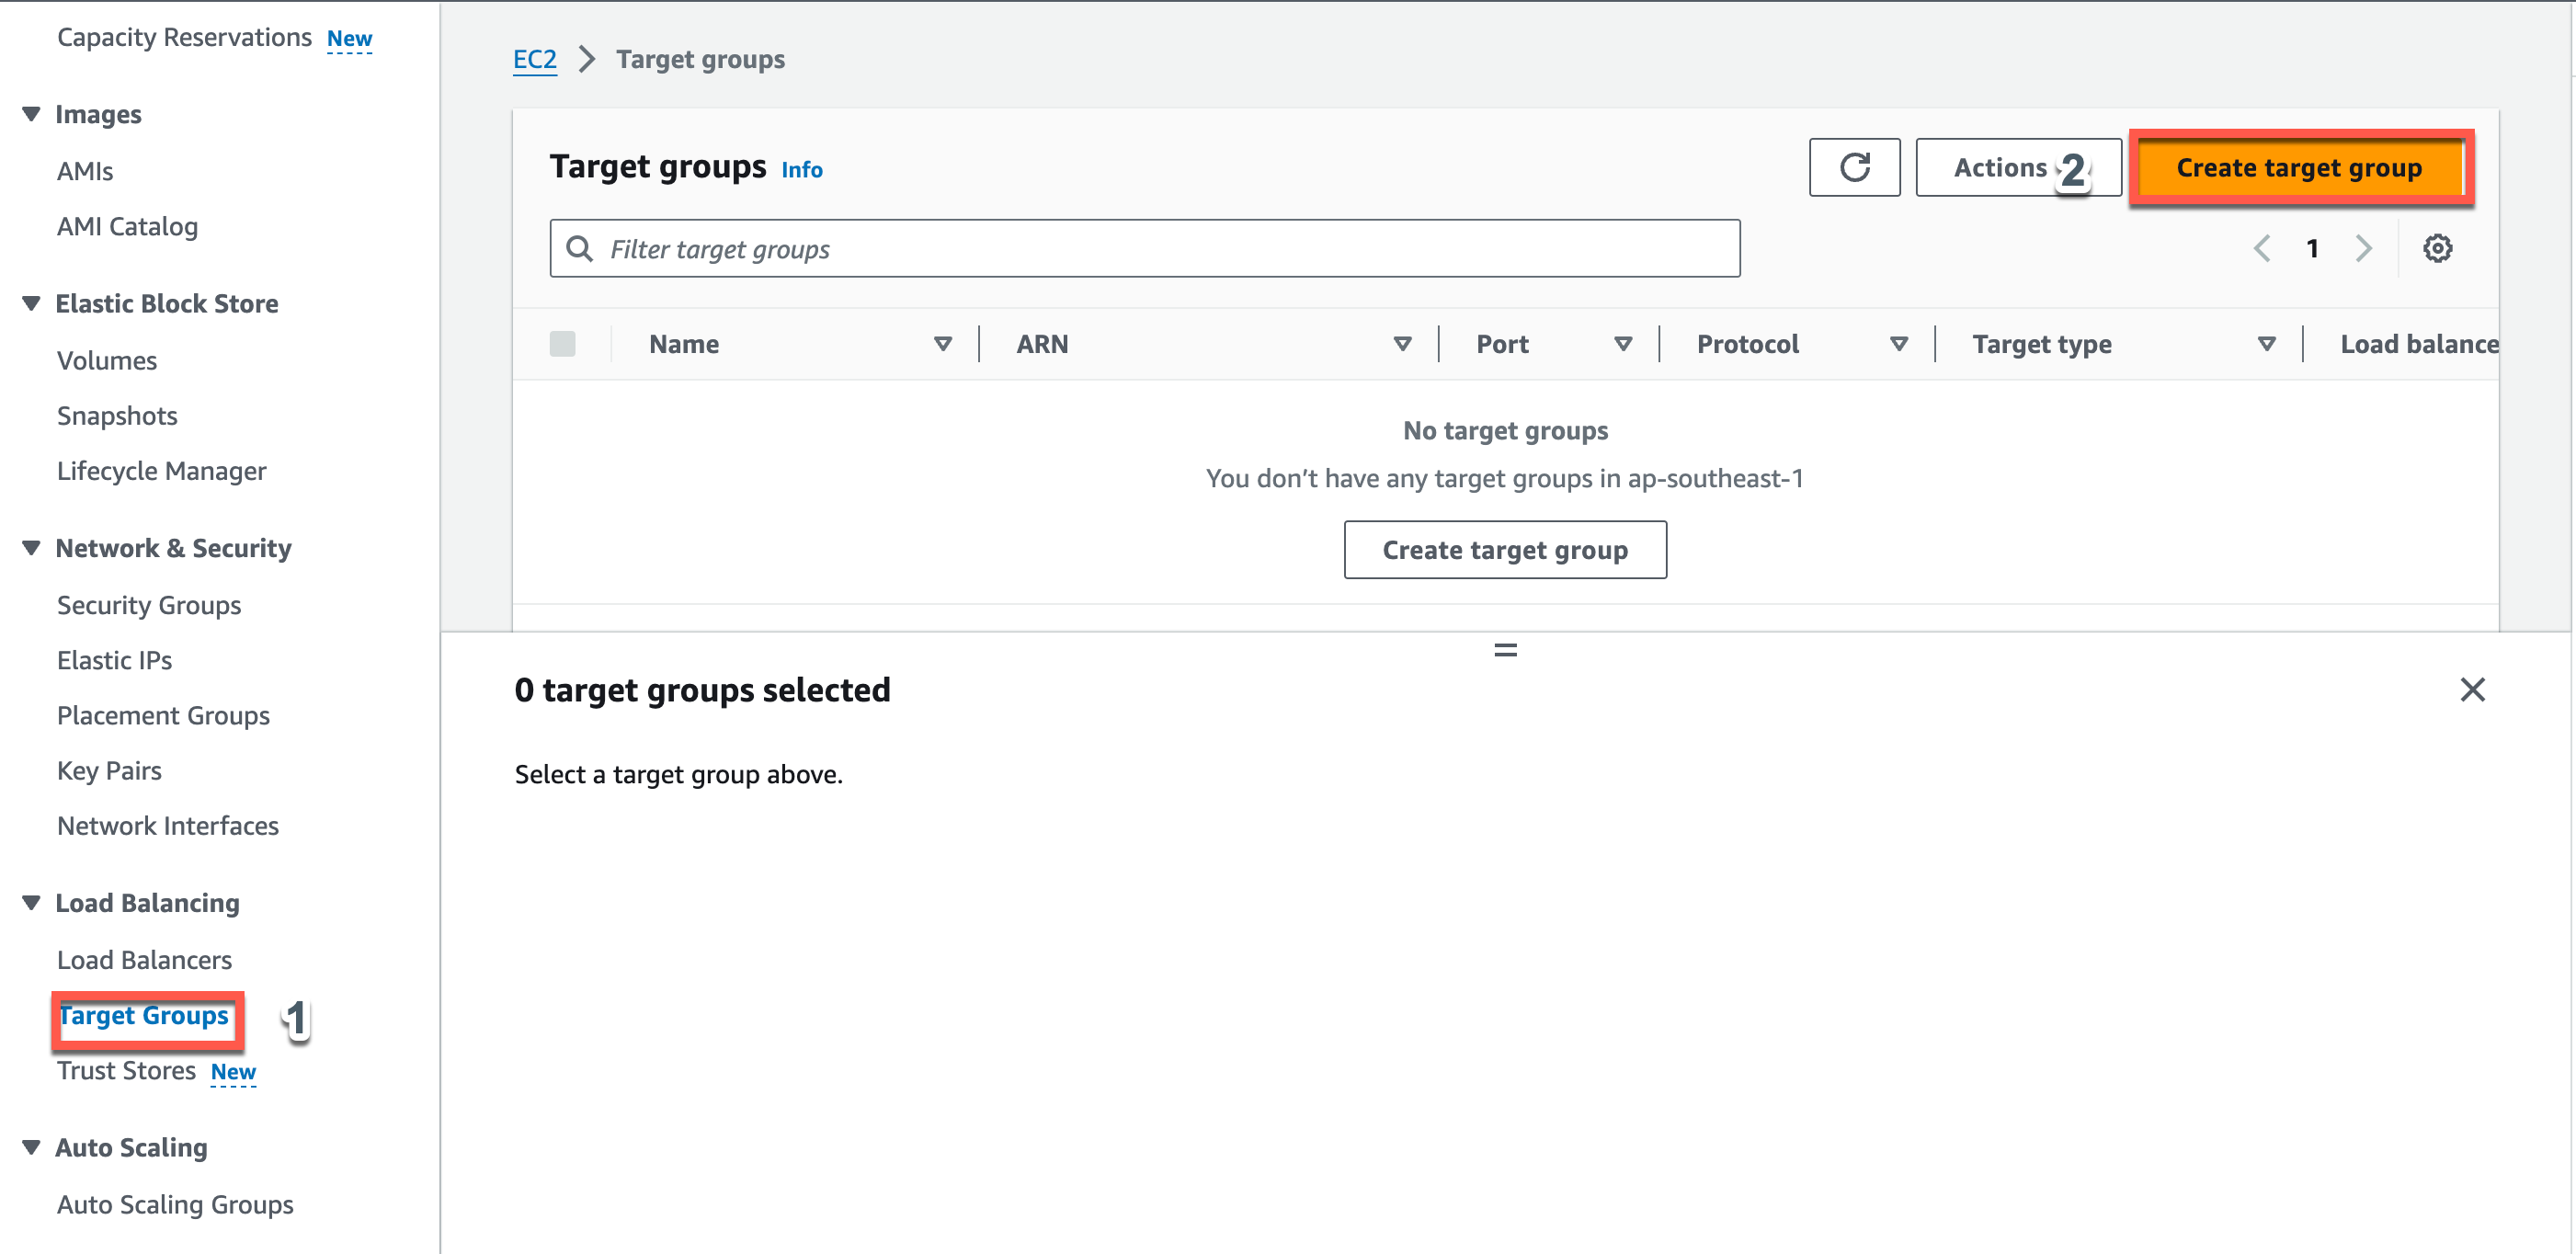 Capacity Reservations New
Images
AMIs
AMI Catalog
Elastic Block Store
Volumes
Snapshots
Lifecycle Manager
Network & Security
Security Groups
Elastic IPs
Placement Groups
Key Pairs
Network Interfaces
Load Balancing
Load Balancers
Target Groups 1
Trust Stores New
Auto Scaling
Auto Scaling Groups
EC2 > Target groups
Target groups Info
Actions 2 Create target group
Filter target groups
1
Name ARN Port Protocol Target type Load balance
No target groups
You don’t have any target groups in ap-southeast-1
Create target group
0 target groups selected
Select a target group above.